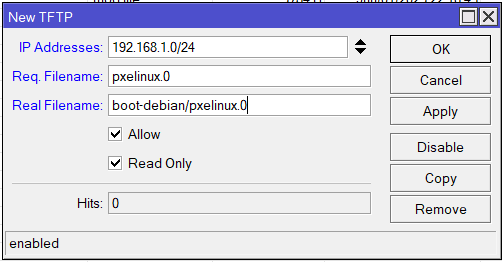 New TFTP
IP Addresses: 192.168.1.0/24
OK
Req. Filename: pxelinux.0
Cancel
Real Filename: boot-debian/pxelinux.0
Apply
Allow
Disable
Read Only
Copy
Hits: 0
Remove
enabled